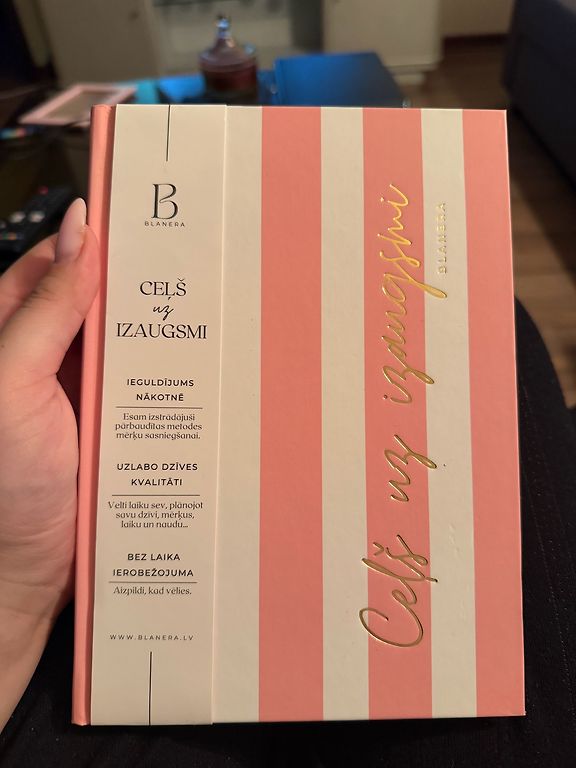 B
BLANERA
CEĻŠ
uz
IZAUGSMI
IEGULDĪJUMS
NĀKOTNĒ
Esam izstrādājuši
pārbaudītas metodes
mērķu sasniegšanai.
UZLABO DZĪVES
KVALITĀTI
Velti laiku sev, plānojot
savu dzīvi, mērķus,
laiku un naudu...
BEZ LAIKA
IEROBEŽOJUMA
Aizpildi, kad vēlies.
WWW.BLANERA.LV
Ceļš uz izaugsmi
BLANERA